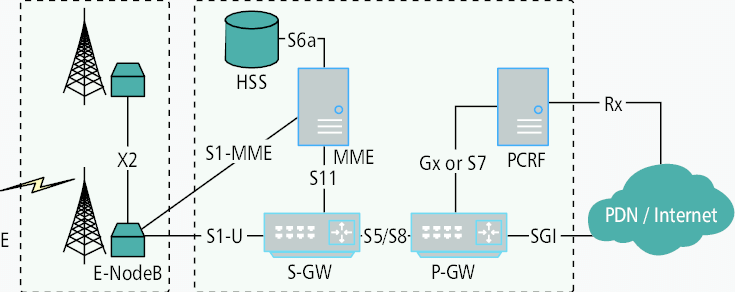 S6a
HSS
Rx
X2
S1-MME
MME
Gx or S7
PCRF
S11
PDN / Internet
E
S1-U
S5/S8
SGI
E-NodeB
S-GW
P-GW